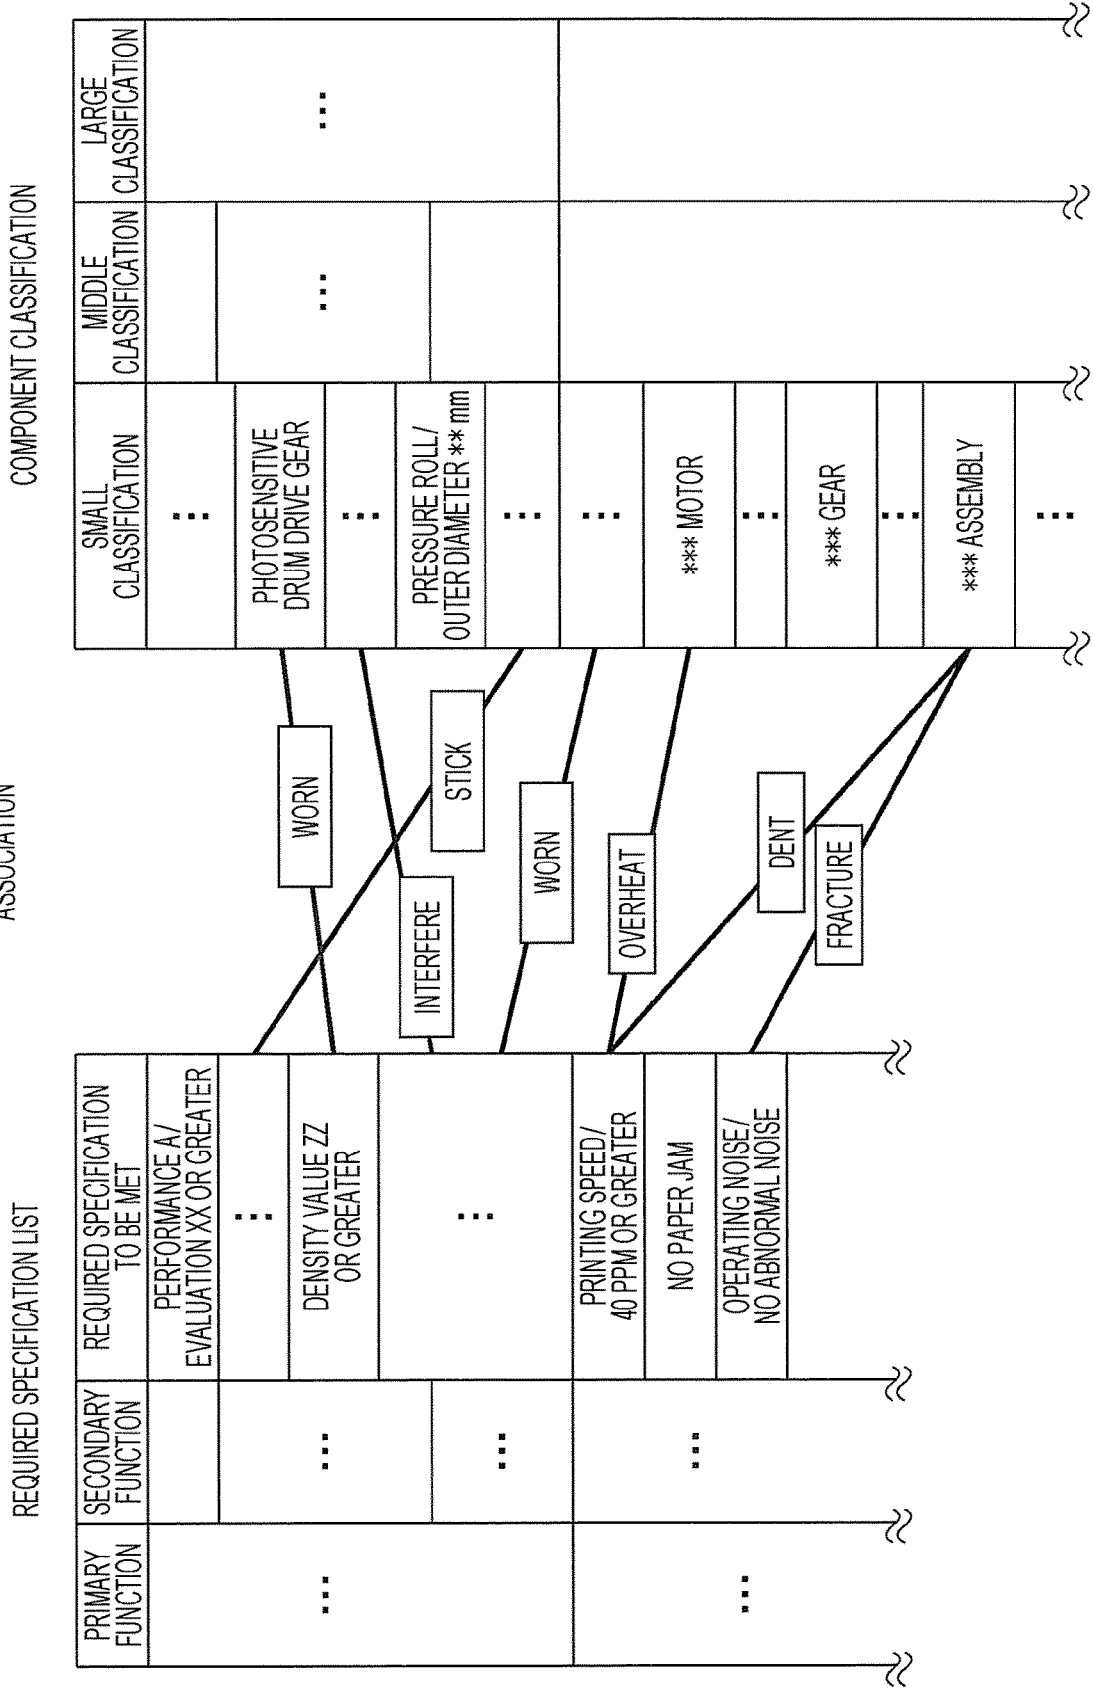 REQUIRED SPECIFICATION LIST
ASSOCIATION
COMPONENT CLASSIFICATION
PRIMARY
FUNCTION
SECONDARY
FUNCTION
REQUIRED SPECIFICATION
TO BE MET
PERFORMANCE A/
EVALUATION XX OR GREATER
DENSITY VALUE ZZ
OR GREATER
PRINTING SPEED/
40 PPM OR GREATER
NO PAPER JAM
OPERATING NOISE/
NO ABNORMAL NOISE
WORN
INTERFERE
STICK
WORN
OVERHEAT
DENT
FRACTURE
SMALL
CLASSIFICATION
MIDDLE
CLASSIFICATION
LARGE
CLASSIFICATION
PHOTOSENSITIVE
DRUM DRIVE GEAR
PRESSURE ROLL/
OUTER DIAMETER ** mm
*** MOTOR
*** GEAR
*** ASSEMBLY